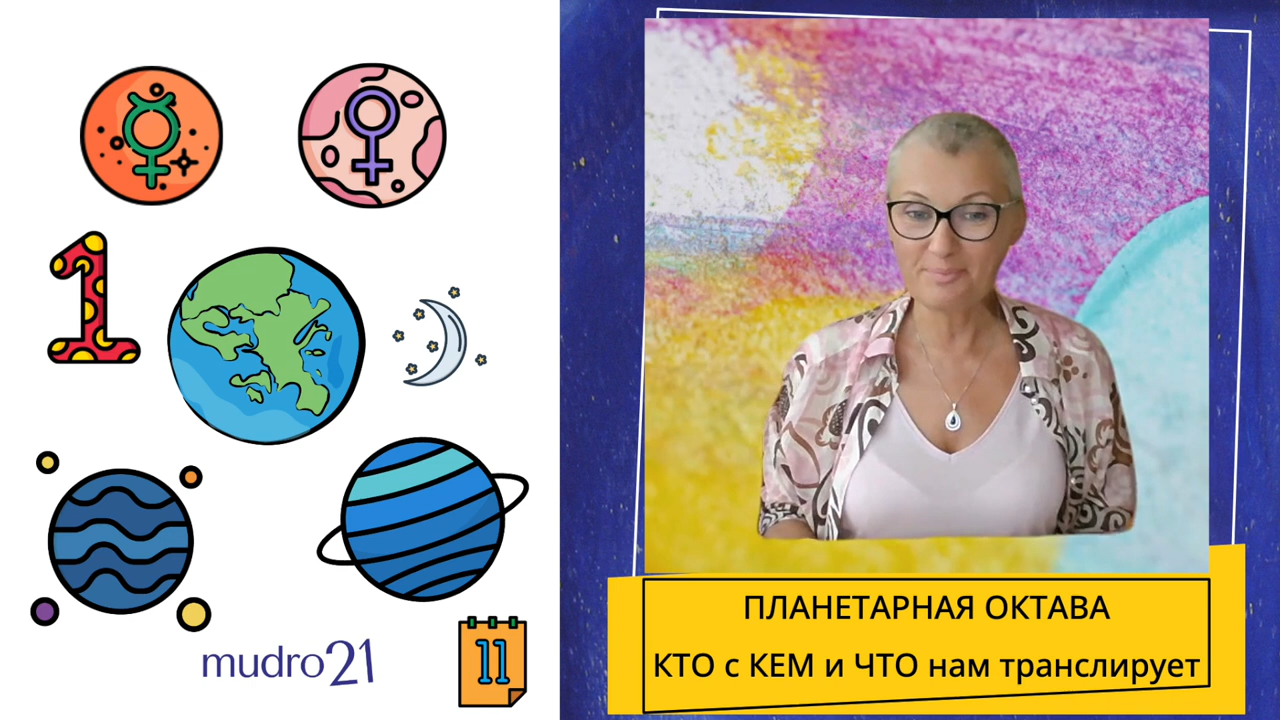 1
mudro21
11
ПЛАНЕТАРНАЯ ОКТАВА
КТО с КЕМ и ЧТО нам транслирует